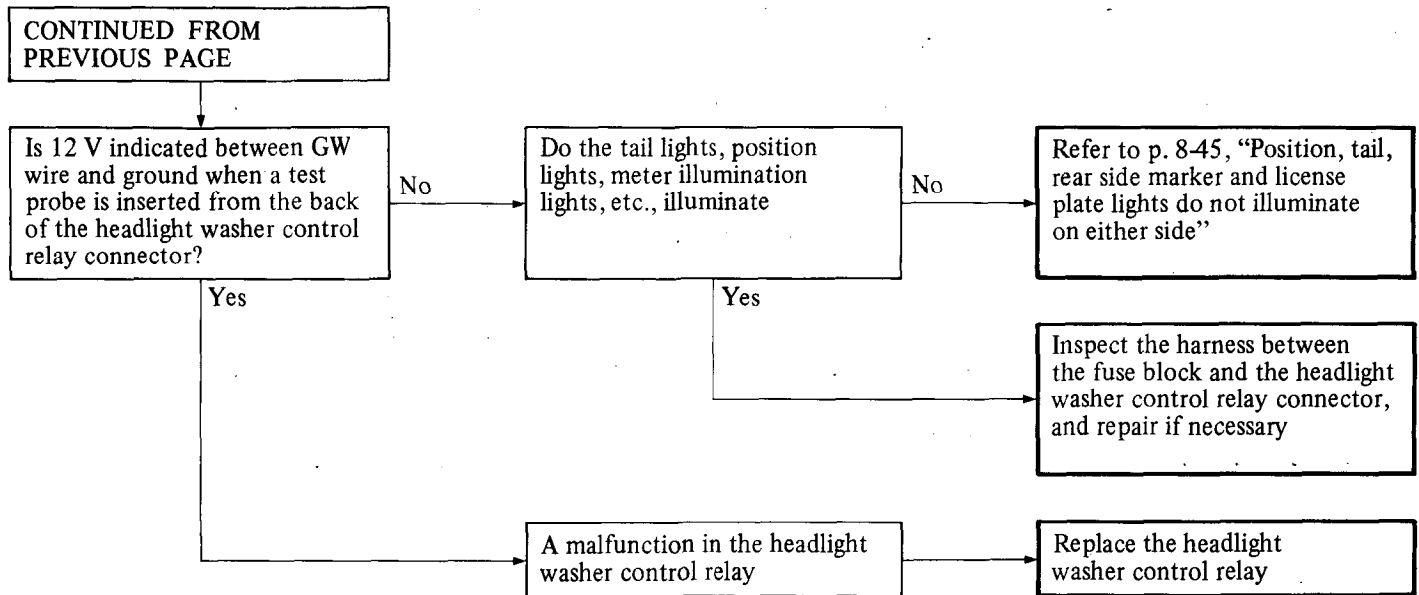 CONTINUED FROM
PREVIOUS PAGE
Is 12 V indicated between GW
wire and ground when a test
probe is inserted from the back
of the headlight washer control
relay connector?
No
Do the tail lights, position
lights, meter illumination
lights, etc., illuminate
No
Refer to p. 8-45, “Position, tail,
rear side marker and license
plate lights do not illuminate
on either side”
Yes
Yes
Inspect the harness between
the fuse block and the headlight
washer control relay connector,
and repair if necessary
A malfunction in the headlight
washer control relay
Replace the headlight
washer control relay